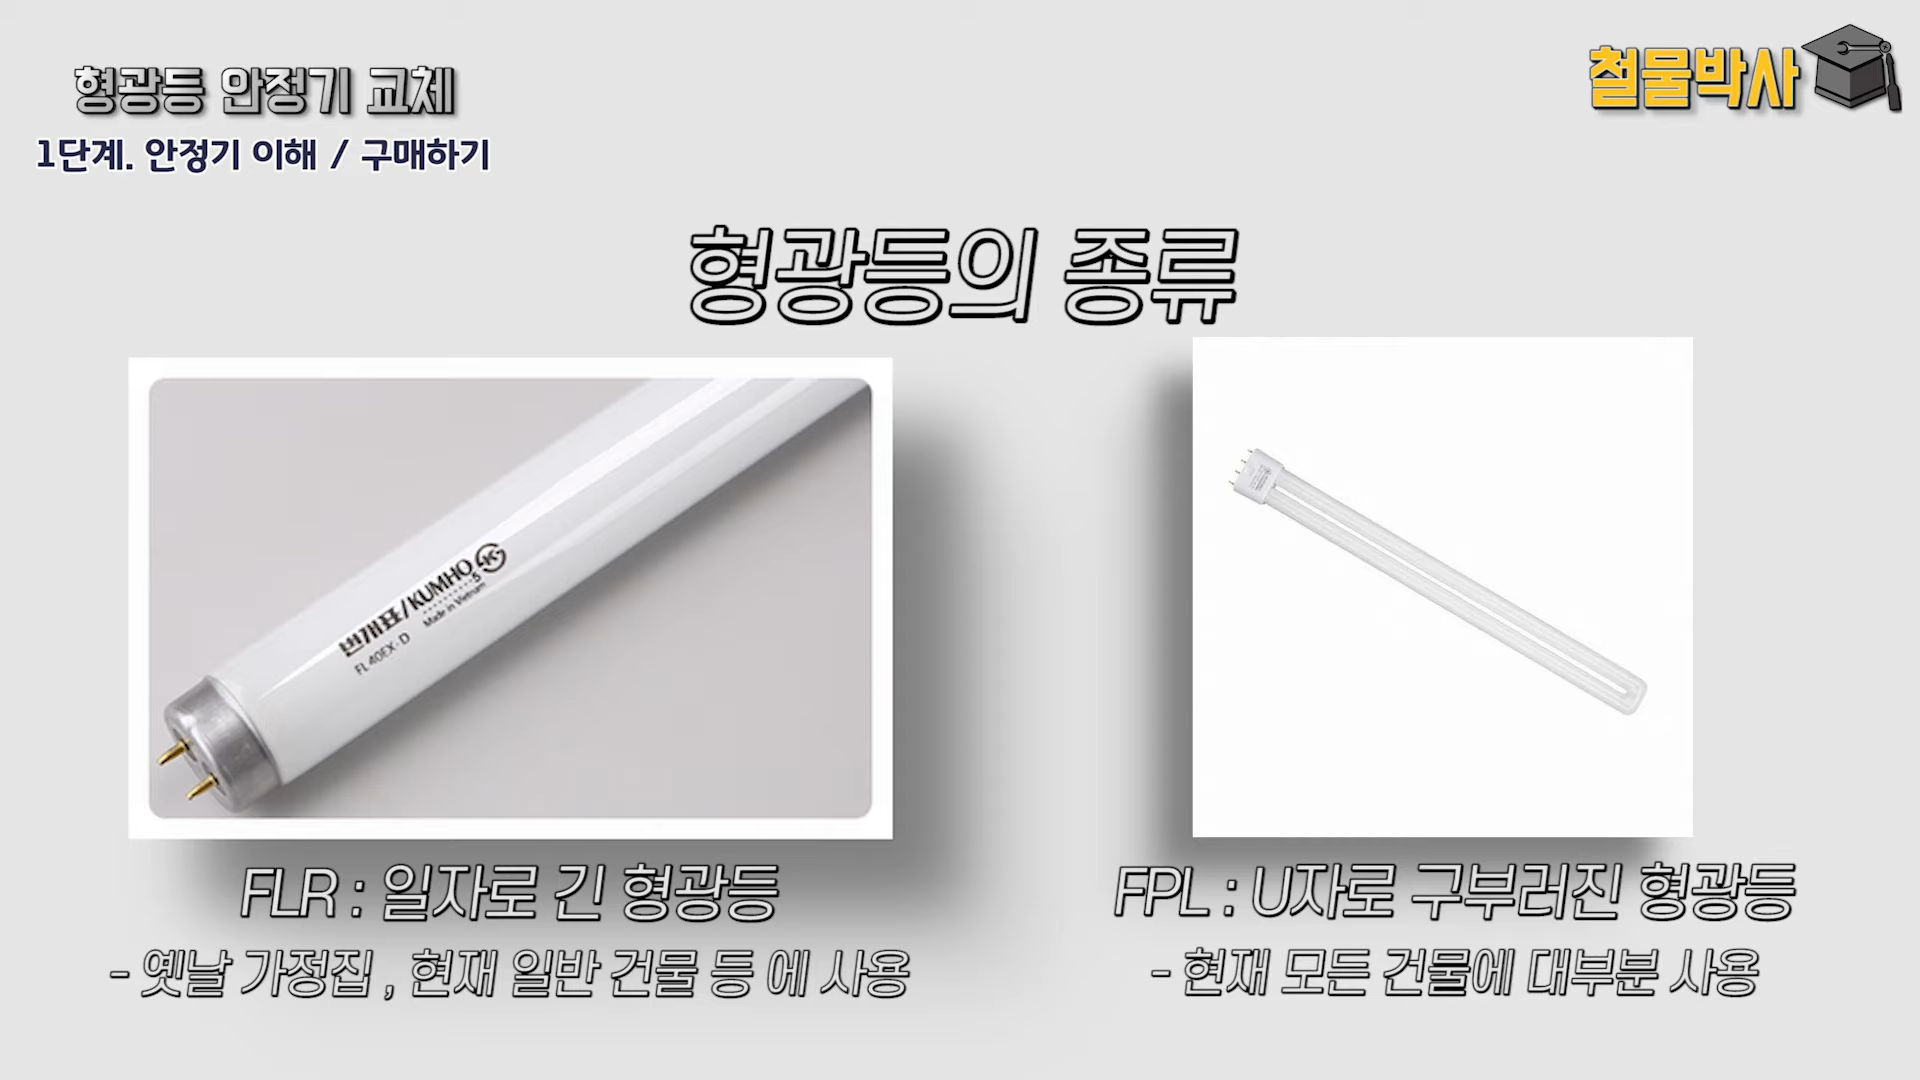 형광등 안정기 교체
철물박사
1단계. 안정기 이해 / 구매하기
형광등의 종류
번개표/KUMHO
FL 40EX-D
Made in Vietnam
FLR : 일자로 긴 형광등
- 옛날 가정집 , 현재 일반 건물 등 에 사용
FPL : U자로 구부러진 형광등
- 현재 모든 건물에 대부분 사용